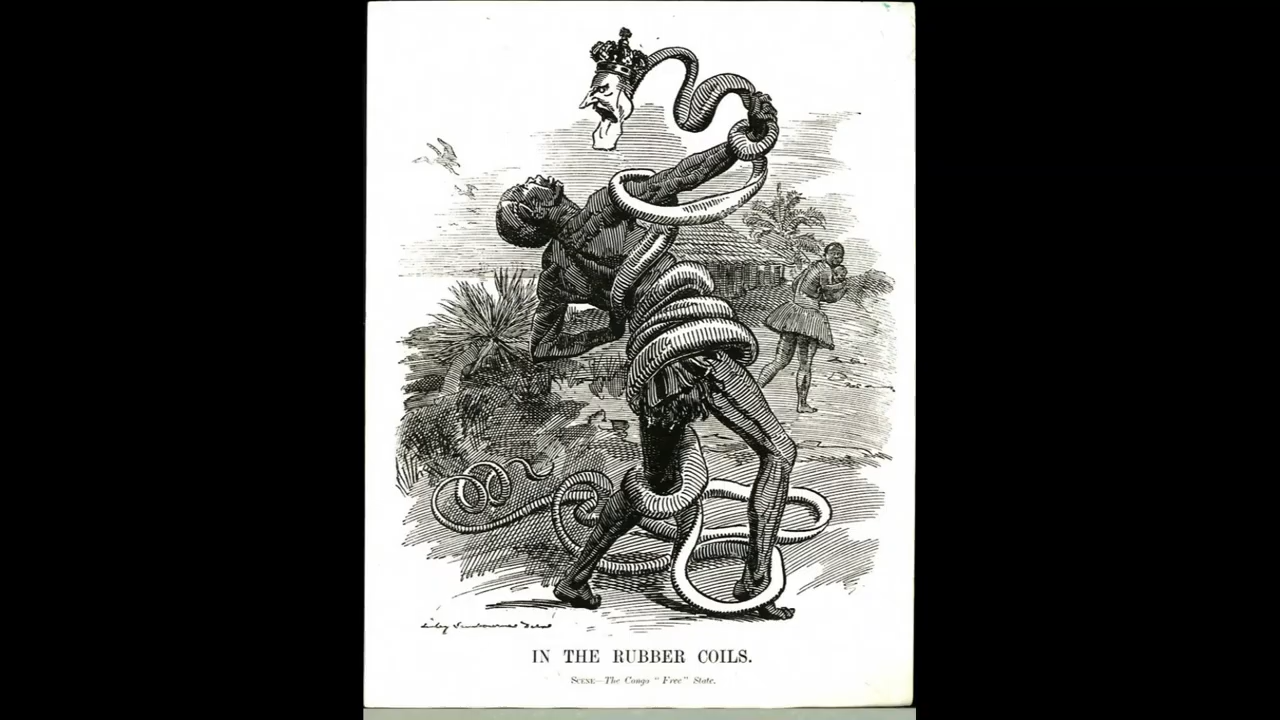 IN THE RUBBER COILS.
SCENE—The Congo "Free" State.